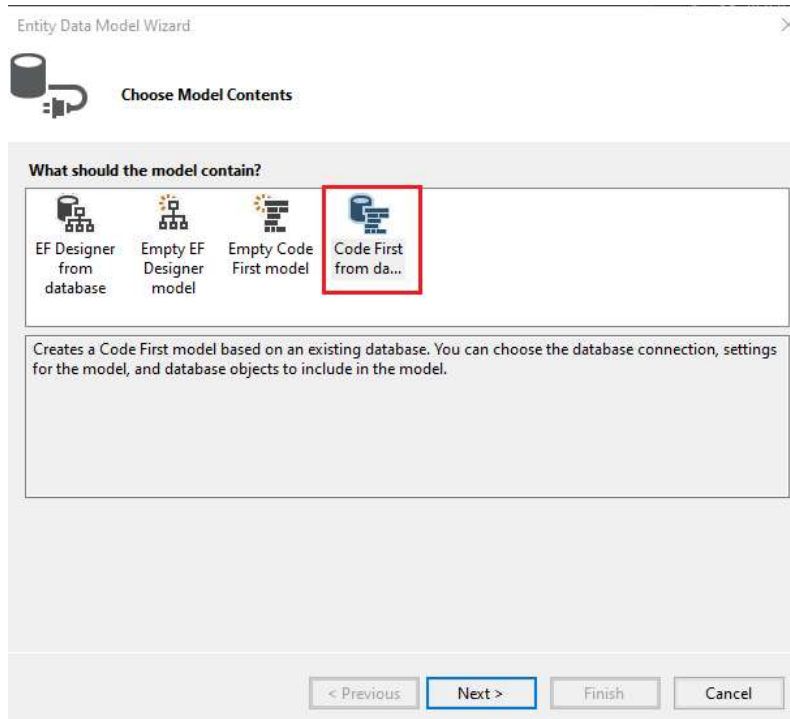 Entity Data Model Wizard
Choose Model Contents
What should the model contain?
EF Designer
from
database
Empty EF
Designer
model
Empty Code
First model
Code First
from da...
Creates a Code First model based on an existing database. You can choose the database connection, settings
for the model, and database objects to include in the model.
< Previous
Next >
Finish
Cancel